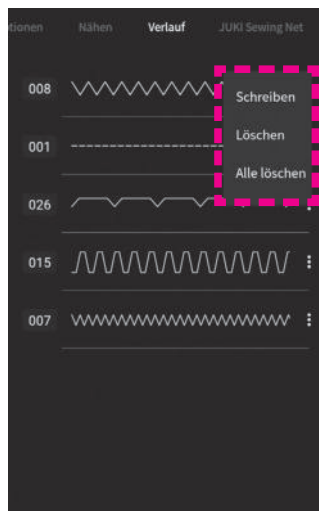 tionen Nähen Verlauf JUKI Sewing Net
008
Schreiben
Löschen
001
Alle löschen
026
015
007